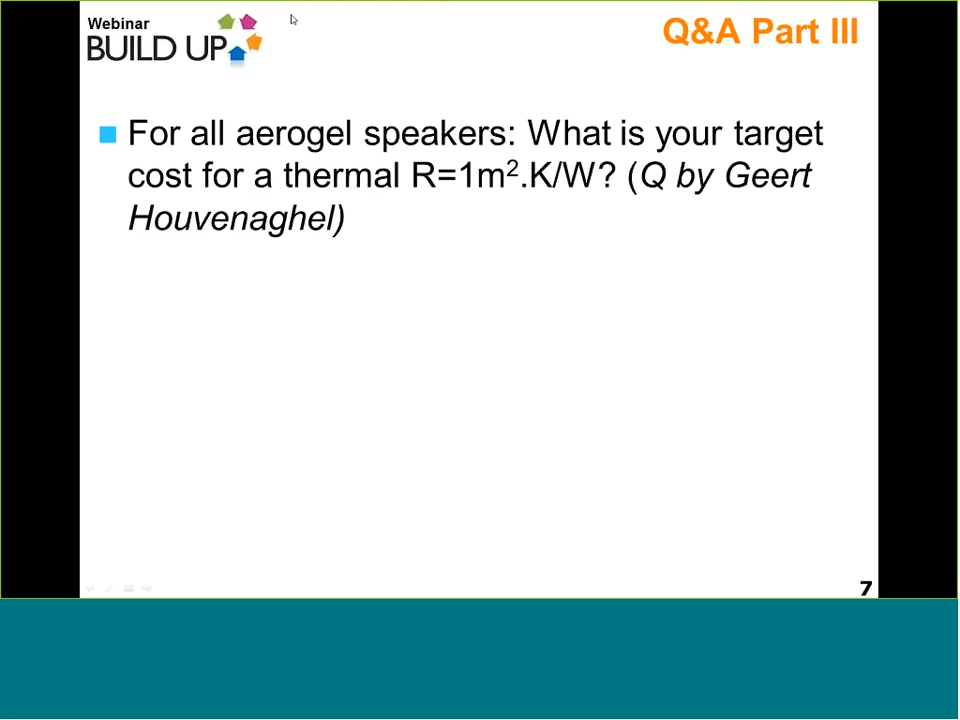 Webinar
BUILD UP
Q&A Part III
For all aerogel speakers: What is your target
cost for a thermal R=1m².K/W? (Q by Geert
Houvenaghel)
7